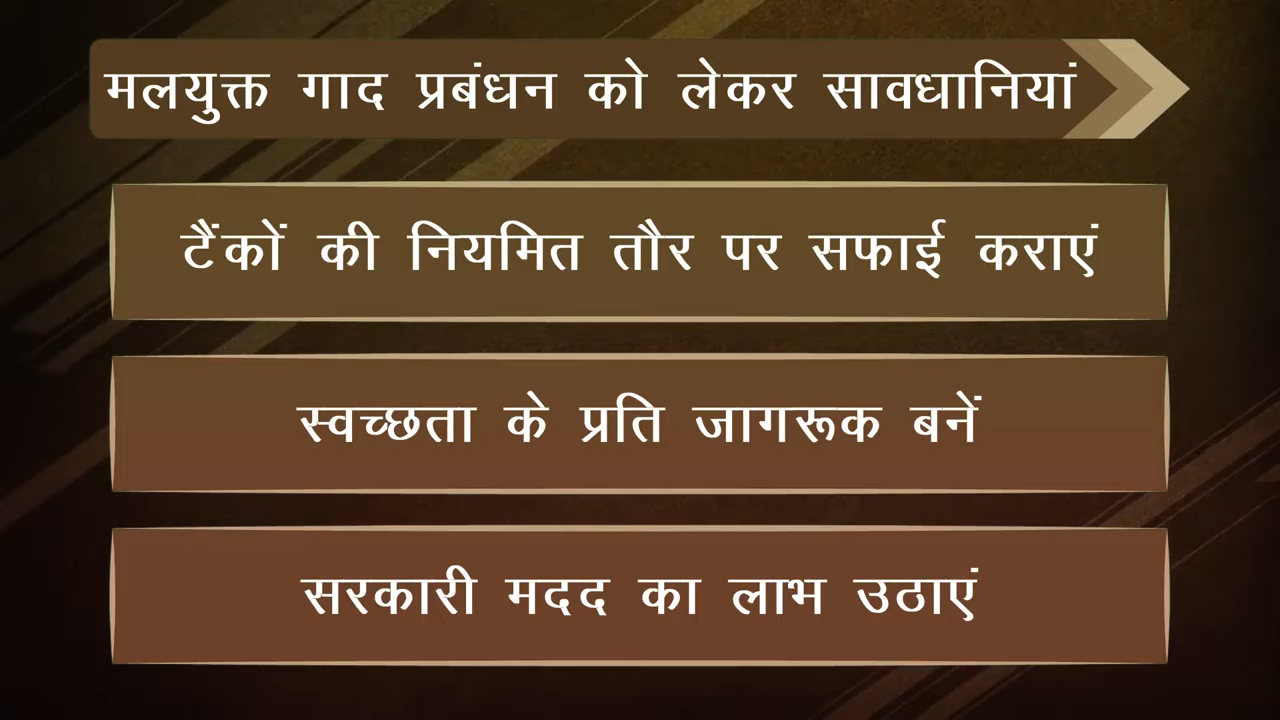 मलयुक्त गाद प्रबंधन को लेकर सावधानियां
टैंकों की नियमित तौर पर सफाई कराएं
स्वच्छता के प्रति जागरूक बनें
सरकारी मदद का लाभ उठाएं